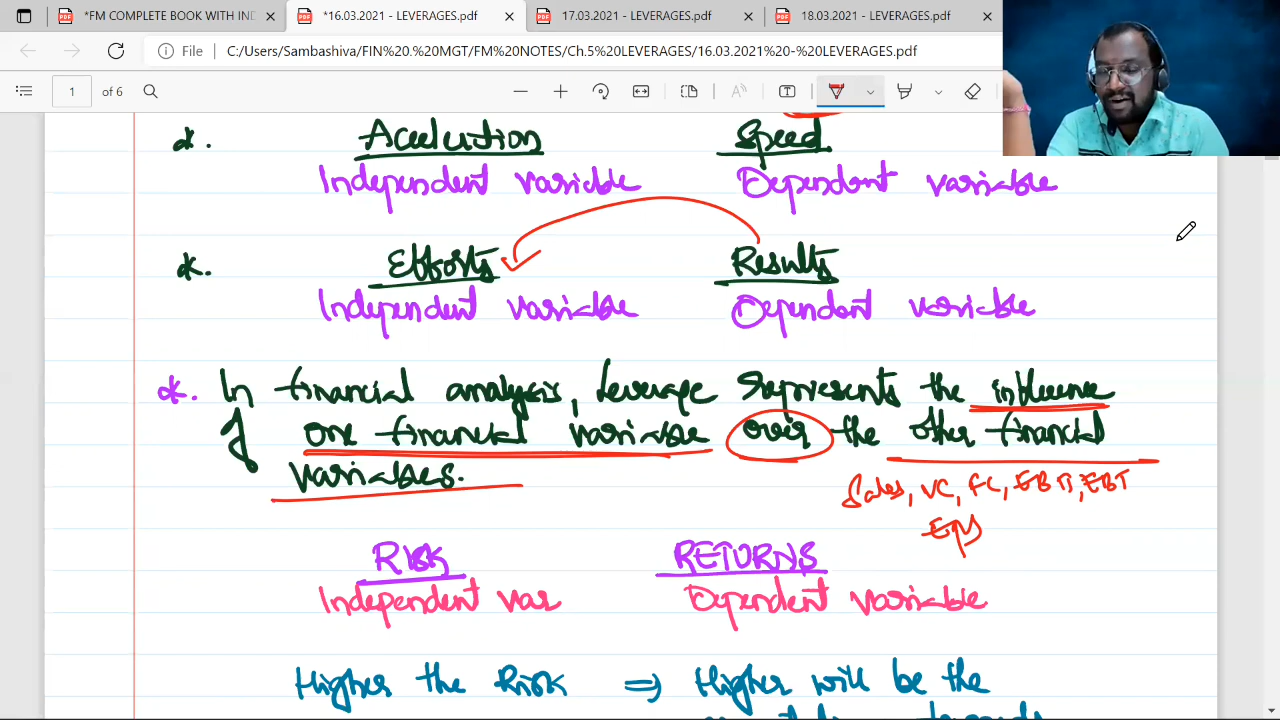 *FM COMPLETE BOOK WITH IND
*16.03.2021 - LEVERAGES.pdf
17.03.2021 - LEVERAGES.pdf
18.03.2021 - LEVERAGES.pdf
File C:/Users/Sambashiva/FIN%20.%20MGT/FM%20NOTES/Ch.5%20LEVERAGES/16.03.2021%20-%20LEVERAGES.pdf
1 of 6
Acelection Speed
Independent variable Dependent variable
Efforts Results
Independent variable Dependent variable
In financial analysis, leverage represents the influence
of one financial variable over the other financial
variables.
Sales, VC, FC, EBIT, EBT
EPS
RISK RETURNS
Independent var Dependent variable
Higher the Risk ⇒ Higher will be the